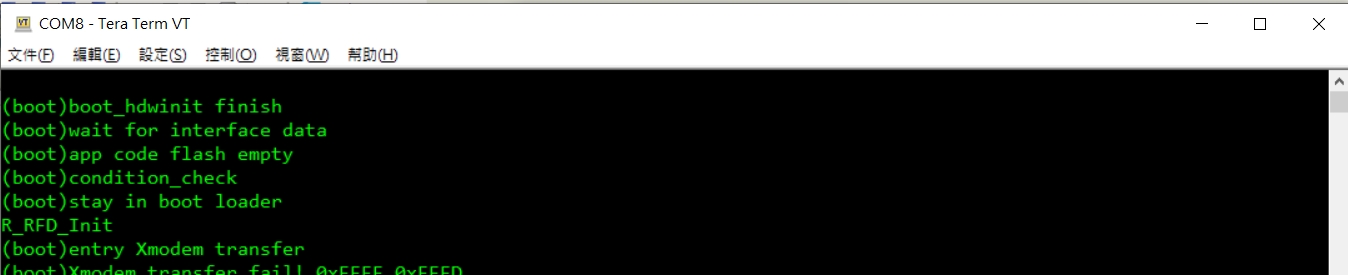 COM8 - Tera Term VT
文件(F) 編輯(E) 設定(S) 控制(O) 視窗(W) 幫助(H)
(boot)boot_hdwinit finish
(boot)wait for interface data
(boot)app code flash empty
(boot)condition_check
(boot)stay in boot loader
R_RFD_Init
(boot)entry Xmodem transfer
(boot)Xmodem transfer fail!